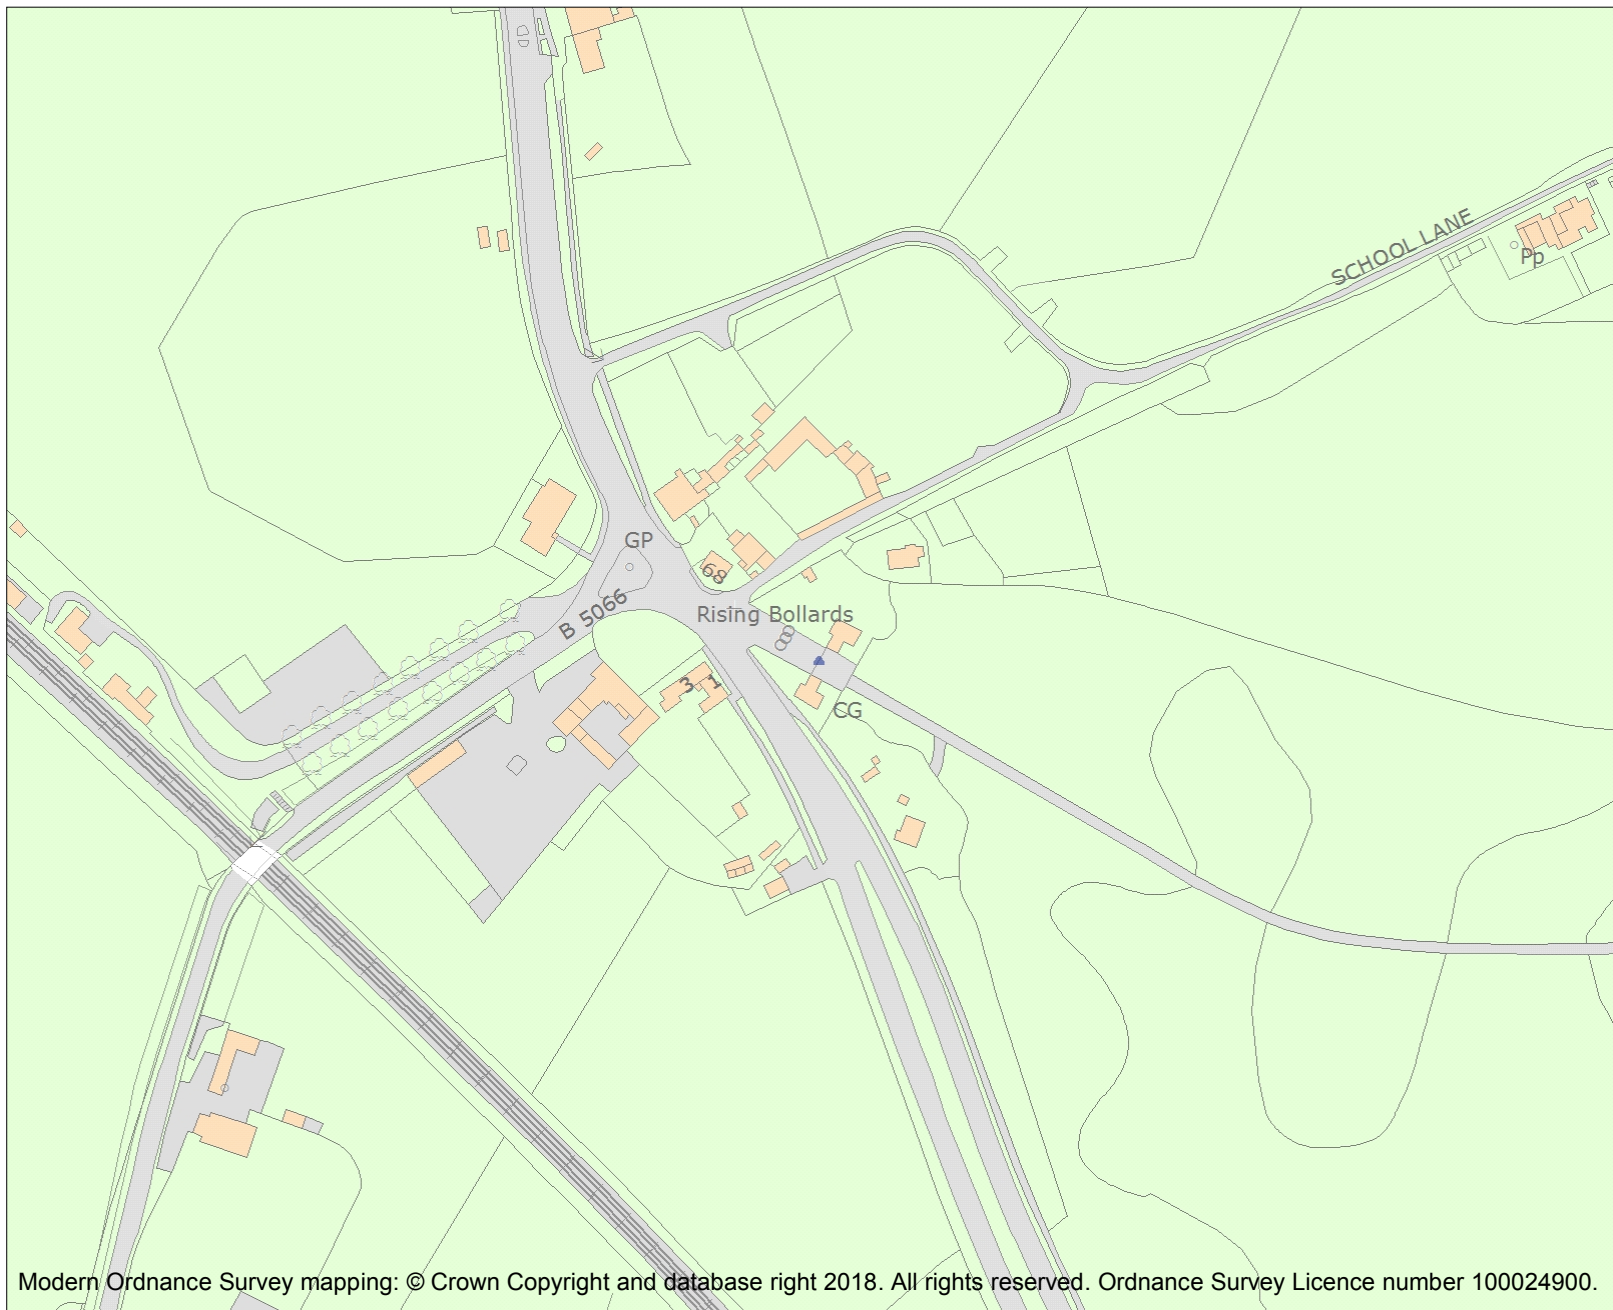 SCHOOL LANE
Pp
GP
68
B 5066
Rising Bollards
3
1
CG
Modern Ordnance Survey mapping: © Crown Copyright and database right 2018. All rights reserved. Ordnance Survey Licence number 100024900.